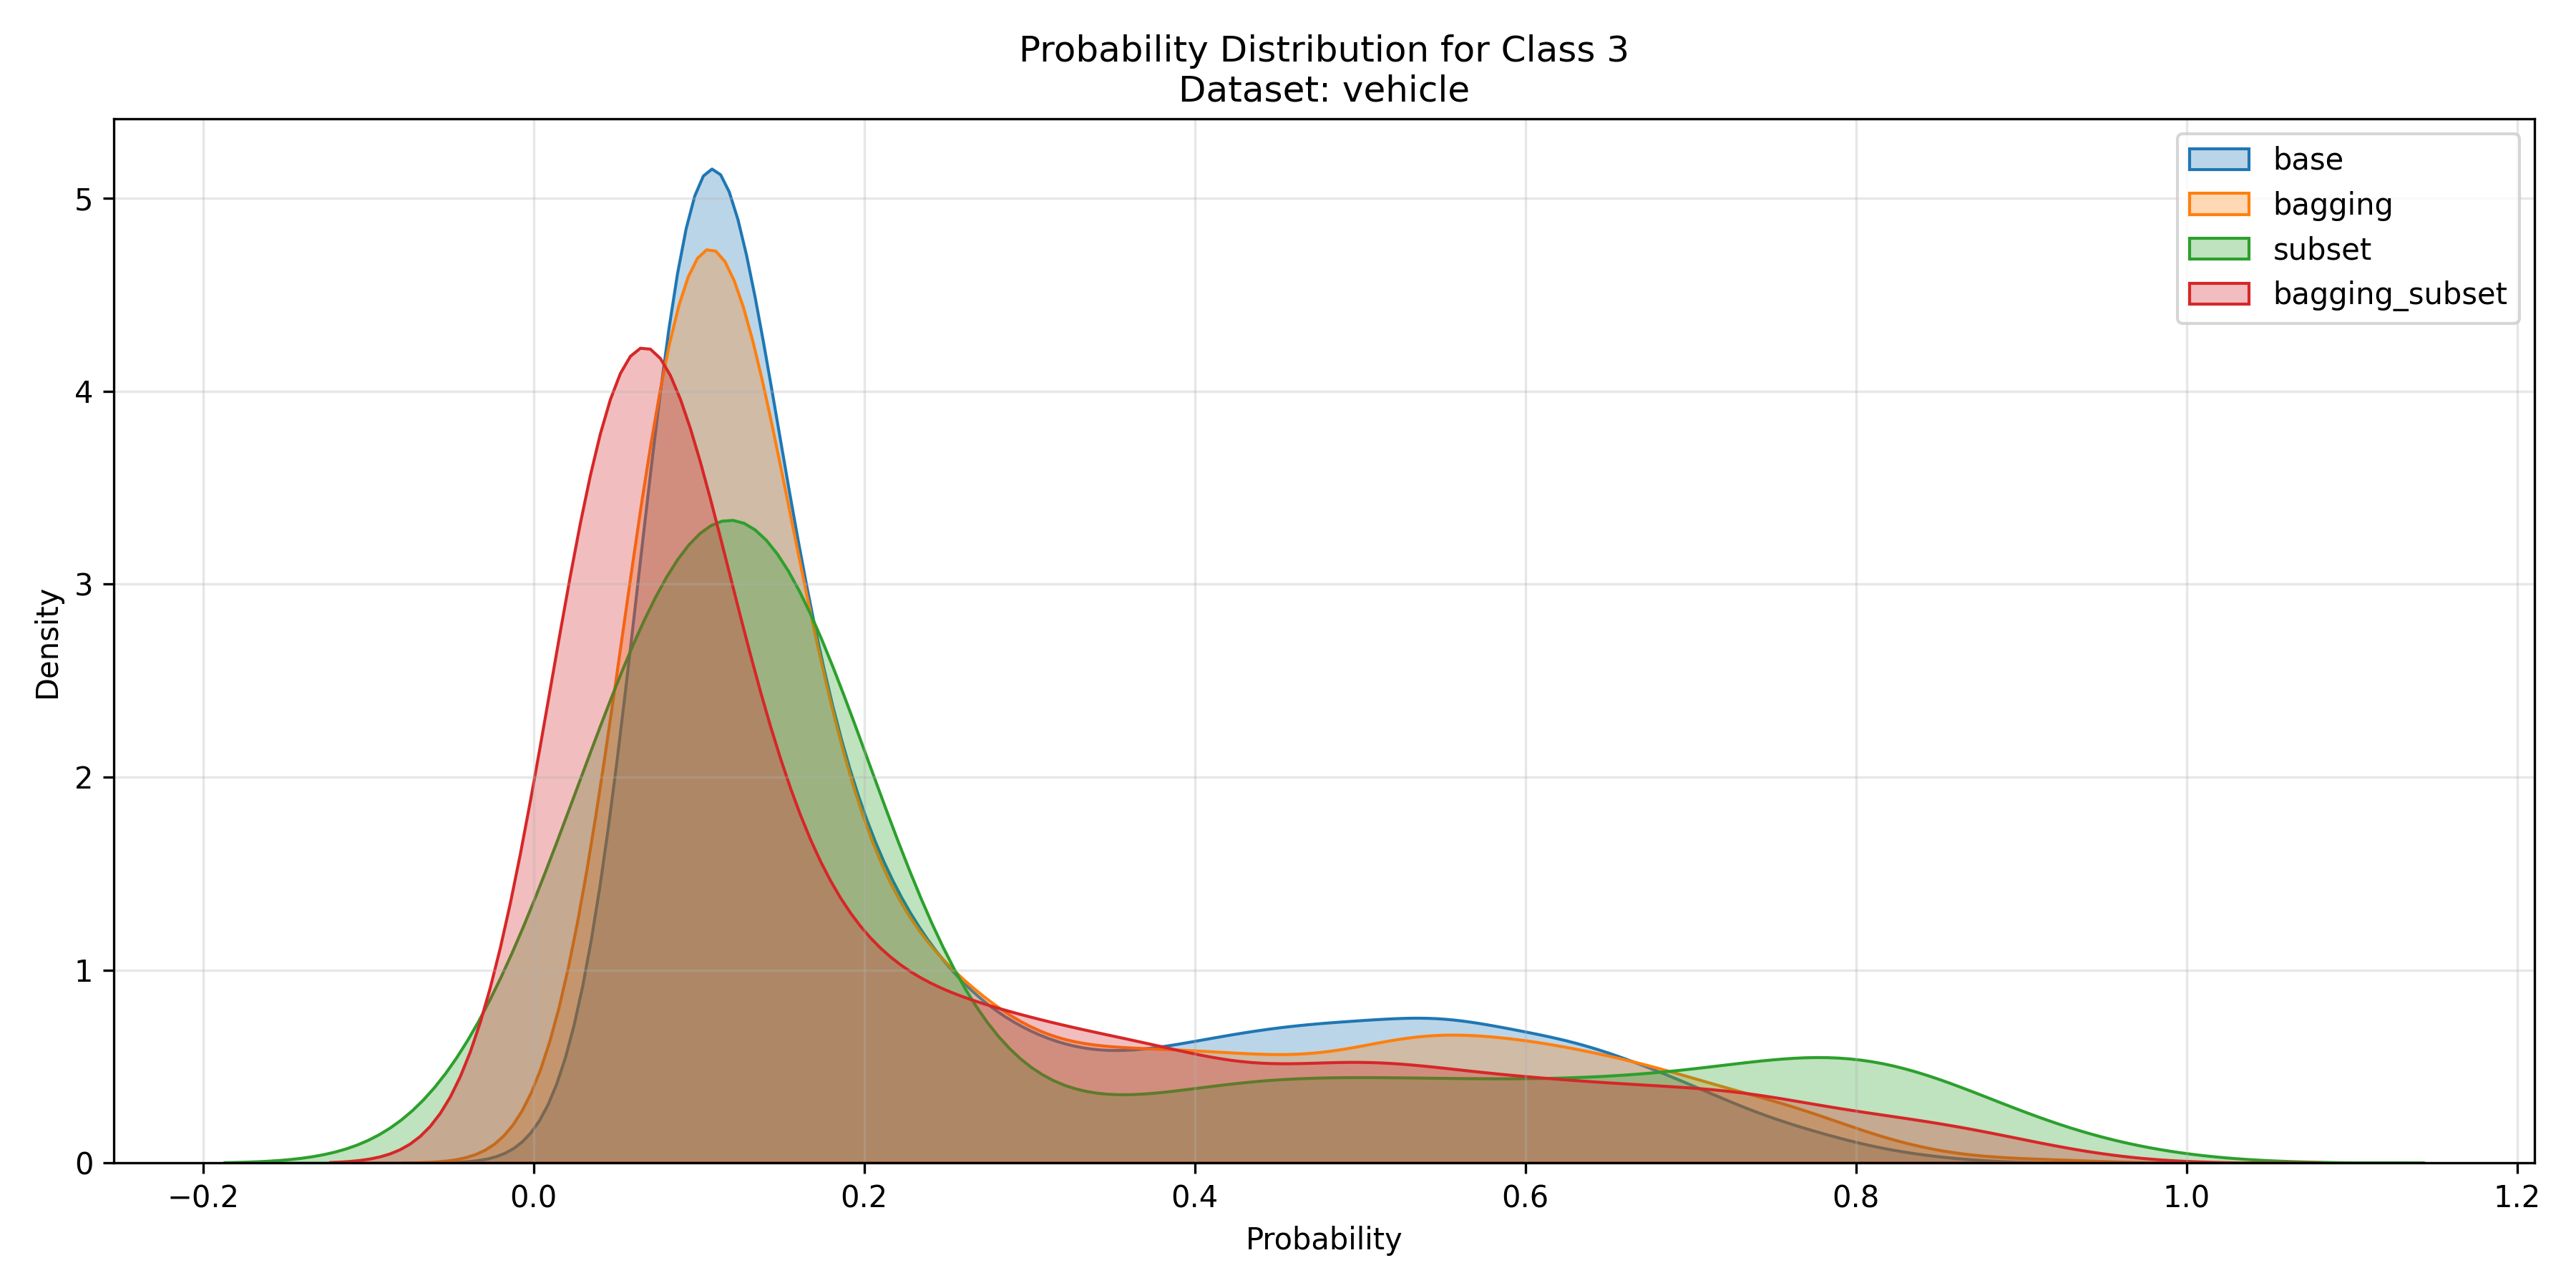 Probability Distribution for Class 3
Dataset: vehicle
base
bagging
subset
bagging_subset
Density
5
4
3
2
1
0
−0.2 0.0 0.2 0.4 0.6 0.8 1.0 1.2
Probability